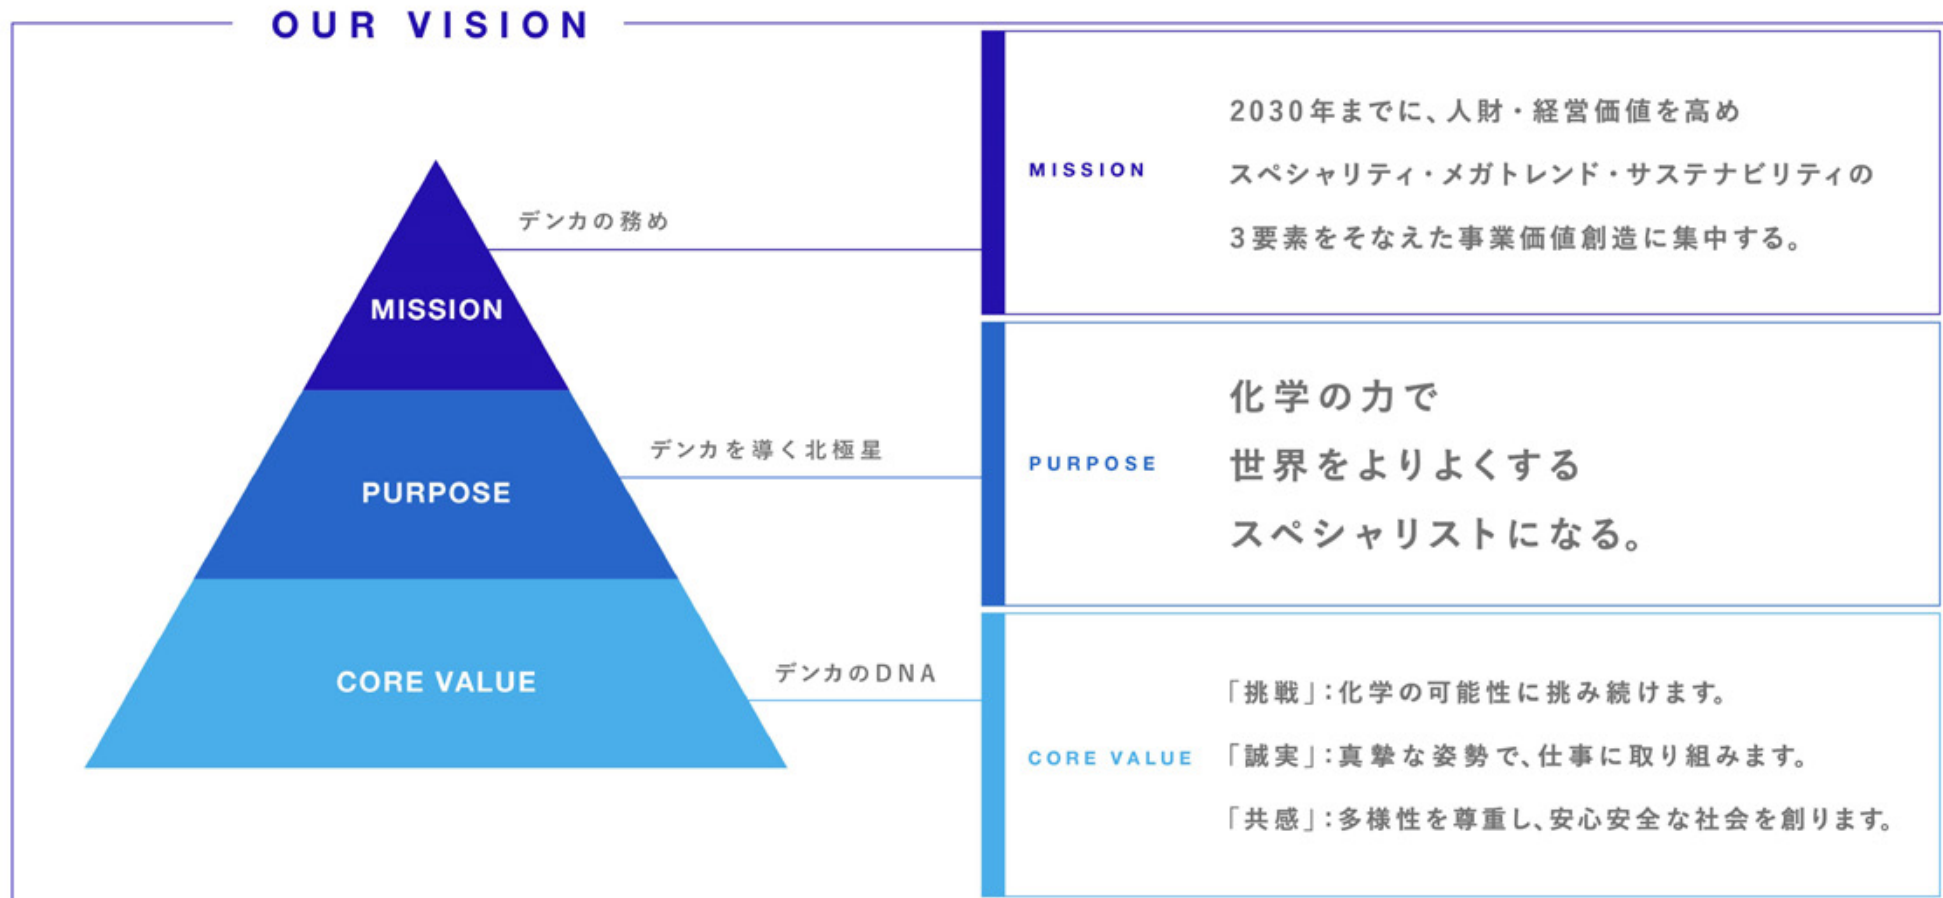 OUR VISION
デンカの務め
MISSION
デンカを導く北極星
PURPOSE
デンカのDNA
CORE VALUE
MISSION
2030年までに、人財・経営価値を高め
スペシャリティ・メガトレンド・サステナビリティの
3要素をそなえた事業価値創造に集中する。
PURPOSE
化学の力で
世界をよりよくする
スペシャリストになる。
CORE VALUE
「挑戦」：化学の可能性に挑み続けます。
「誠実」：真摯な姿勢で、仕事に取り組みます。
「共感」：多様性を尊重し、安心安全な社会を創ります。